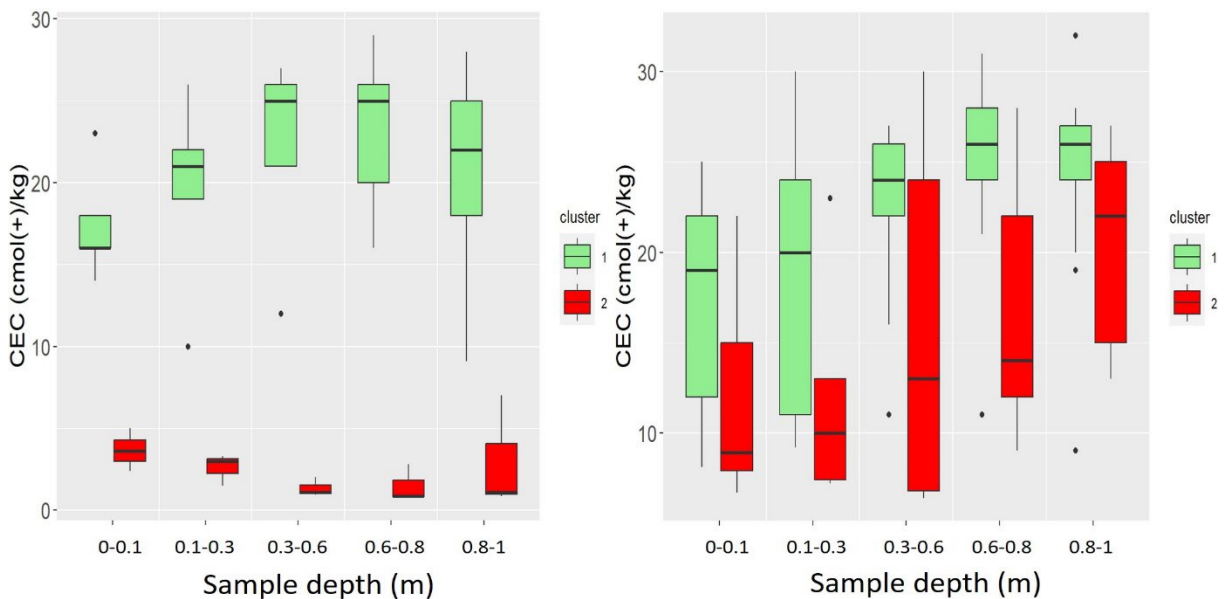 CEC (cmol(+)/kg)
30
20
10
0
0-0.1 0.1-0.3 0.3-0.6 0.6-0.8 0.8-1
Sample depth (m)
cluster
1
2
CEC (cmol(+)/kg)
30
20
10
0-0.1 0.1-0.3 0.3-0.6 0.6-0.8 0.8-1
Sample depth (m)
cluster
1
2